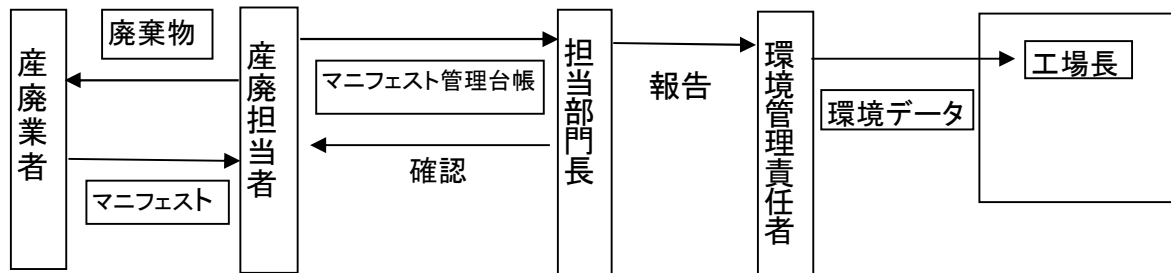 産廃業者
廃棄物
マニフェスト
産廃担当者
マニフェスト管理台帳
確認
担当部門長
報告
環境管理責任者
環境データ
工場長